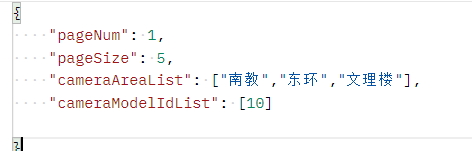 {
    "pageNum": 1,
    "pageSize": 5,
    "cameraAreaList": ["南教","东环","文理楼"],
    "cameraModelIdList": [10]
}